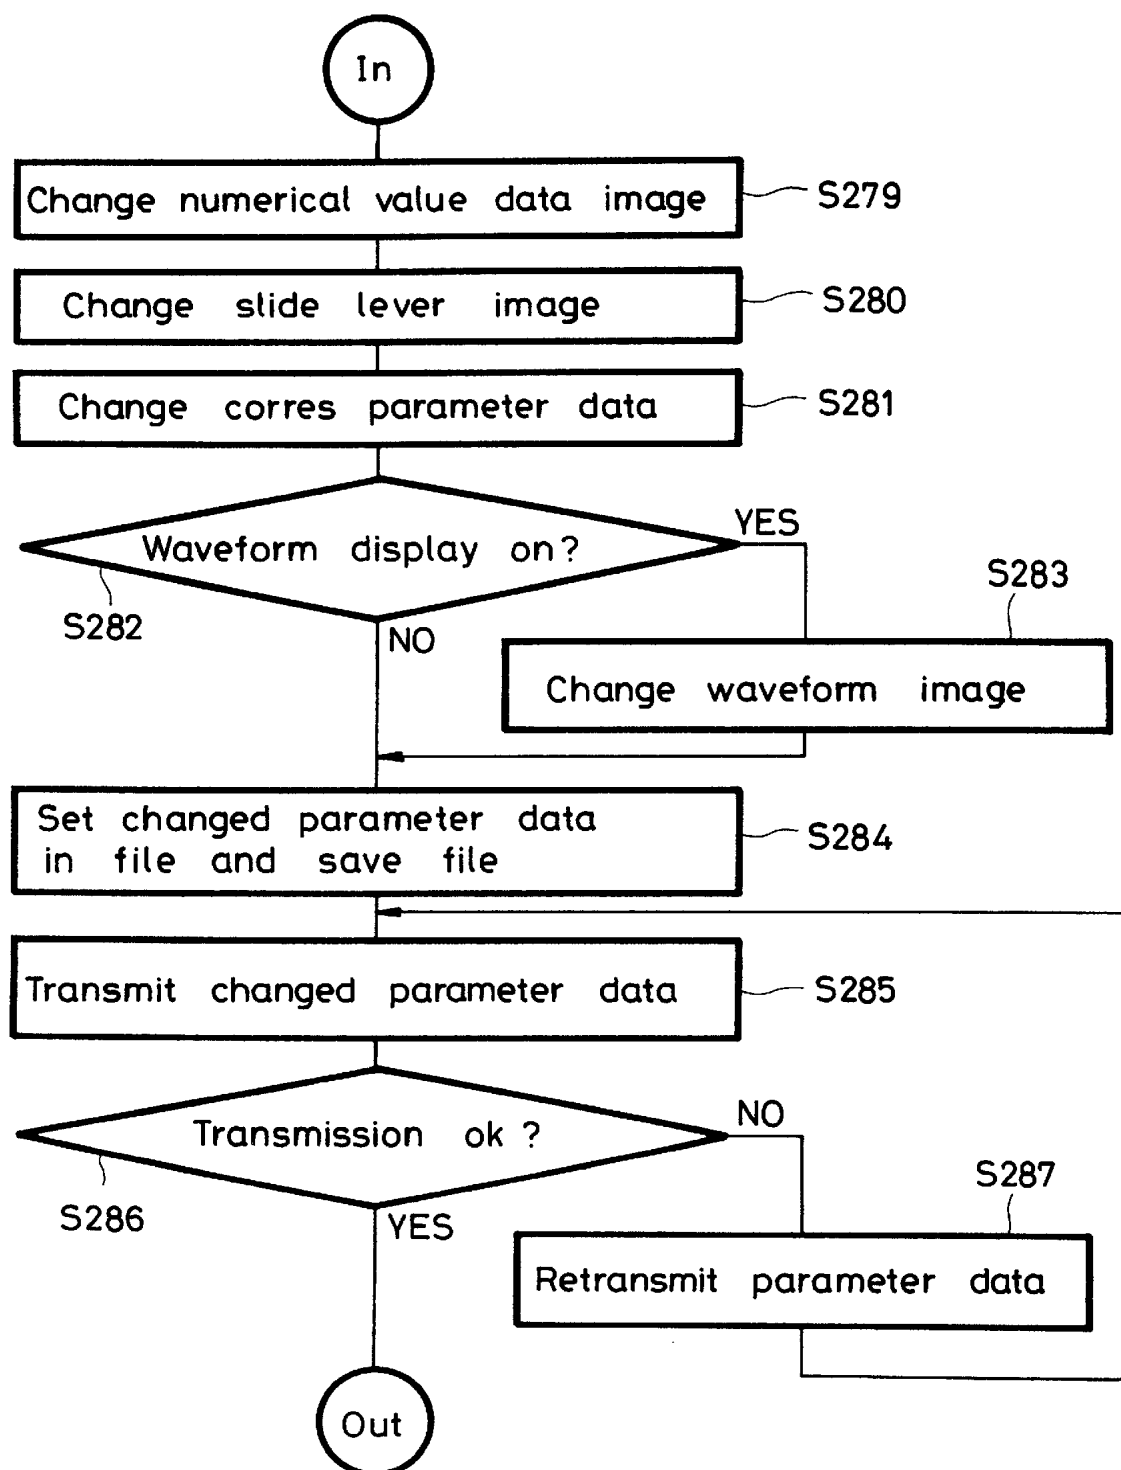 In
Change numerical value data image
S279
Change slide lever image
S280
Change corres parameter data
S281
Waveform display on?
YES
S282
NO
S283
Change waveform image
Set changed parameter data
in file and save file
S284
Transmit changed parameter data
S285
Transmission ok?
NO
S286
YES
S287
Retransmit parameter data
Out